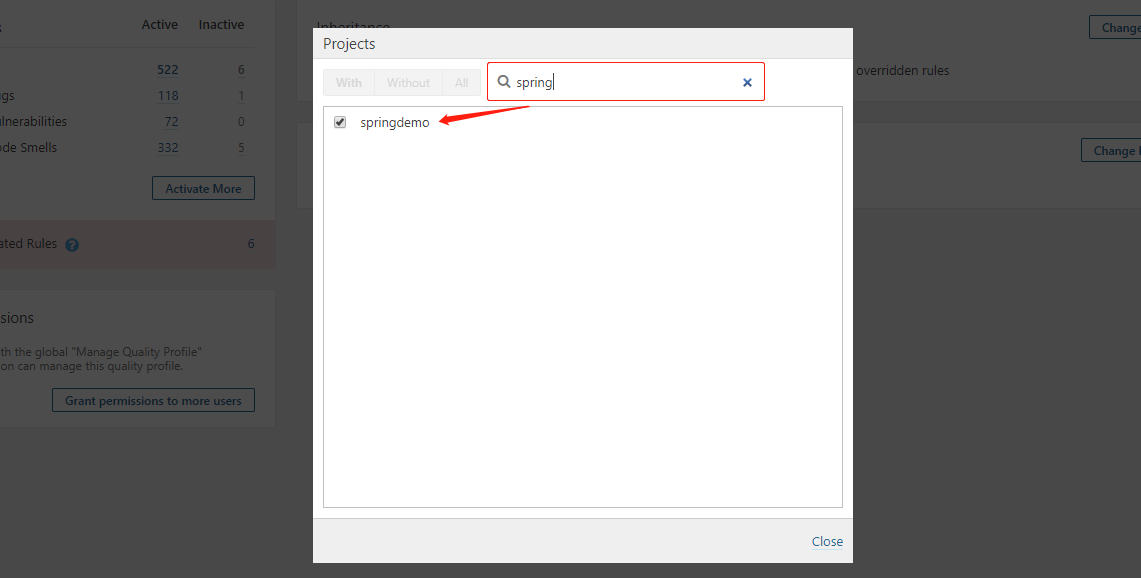 Active Inactive
522 6
gs 118 1
ulnerabilities 72 0
ode Smells 332 5
Activate More
ated Rules ? 6
sions
th the global "Manage Quality Profile"
on can manage this quality profile.
Grant permissions to more users
Inheritance
Change
overridden rules
Change
Projects
With Without All
spring
springdemo
Close